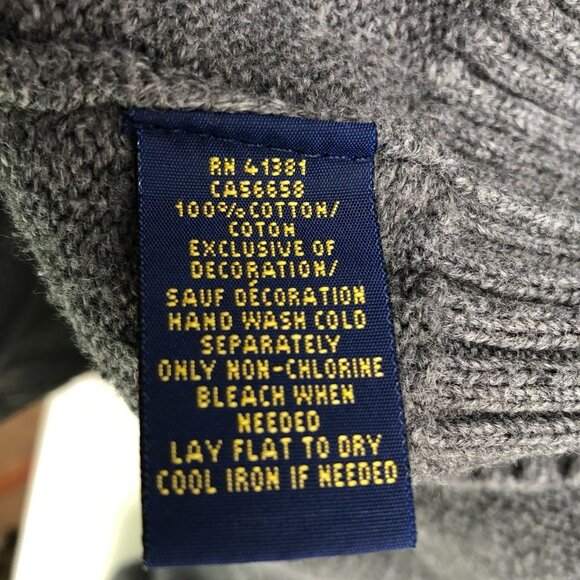 RN 41381
CA56658
100% COTTON/
COTON
EXCLUSIVE OF
DECORATION/
SAUF DÉCORATION
HAND WASH COLD
SEPARATELY
ONLY NON-CHLORINE
BLEACH WHEN
NEEDED
LAY FLAT TO DRY
COOL IRON IF NEEDED